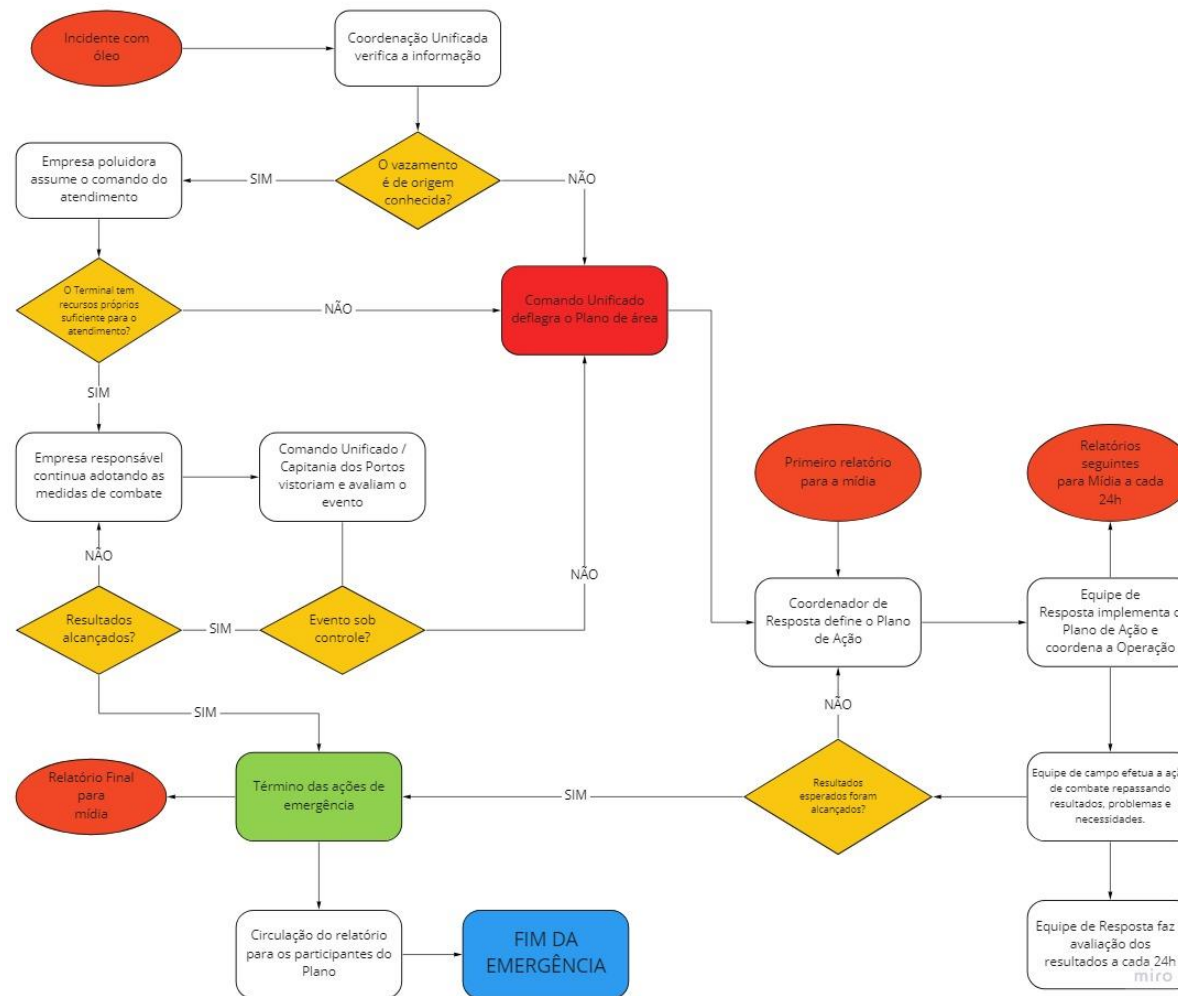 Incidente com
óleo
Coordenação Unificada
verifica a informação
Empresa poluidora
assume o comando do
atendimento
SIM
O vazamento
é de origem
conhecida?
NÃO
O Terminal tem
recursos próprios
suficiente para o
atendimento?
NÃO
Comando Unificado
deflagra o Plano de área
SIM
Empresa responsável
continua adotando as
medidas de combate
Comando Unificado /
Capitania dos Portos
vistoriam e avaliam o
evento
Primeiro relatório
para a mídia
Relatórios
seguintes
para Mídia a cada
24h
NÃO
NÃO
Resultados
alcançados?
SIM
Evento sob
controle?
Coordenador de
Resposta define o Plano
de Ação
Equipe de
Resposta implementa o
Plano de Ação e
coordena a Operação
SIM
NÃO
Relatório Final
para
mídia
Término das ações de
emergência
SIM
Resultados
esperados foram
alcançados?
Equipe de campo efetua a
de combate repassando
resultados, problemas e
necessidades.
Circulação do relatório
para os participantes do
Plano
FIM DA
EMERGÊNCIA
Equipe de Resposta faz
avaliação dos
resultados a cada 24h
miro